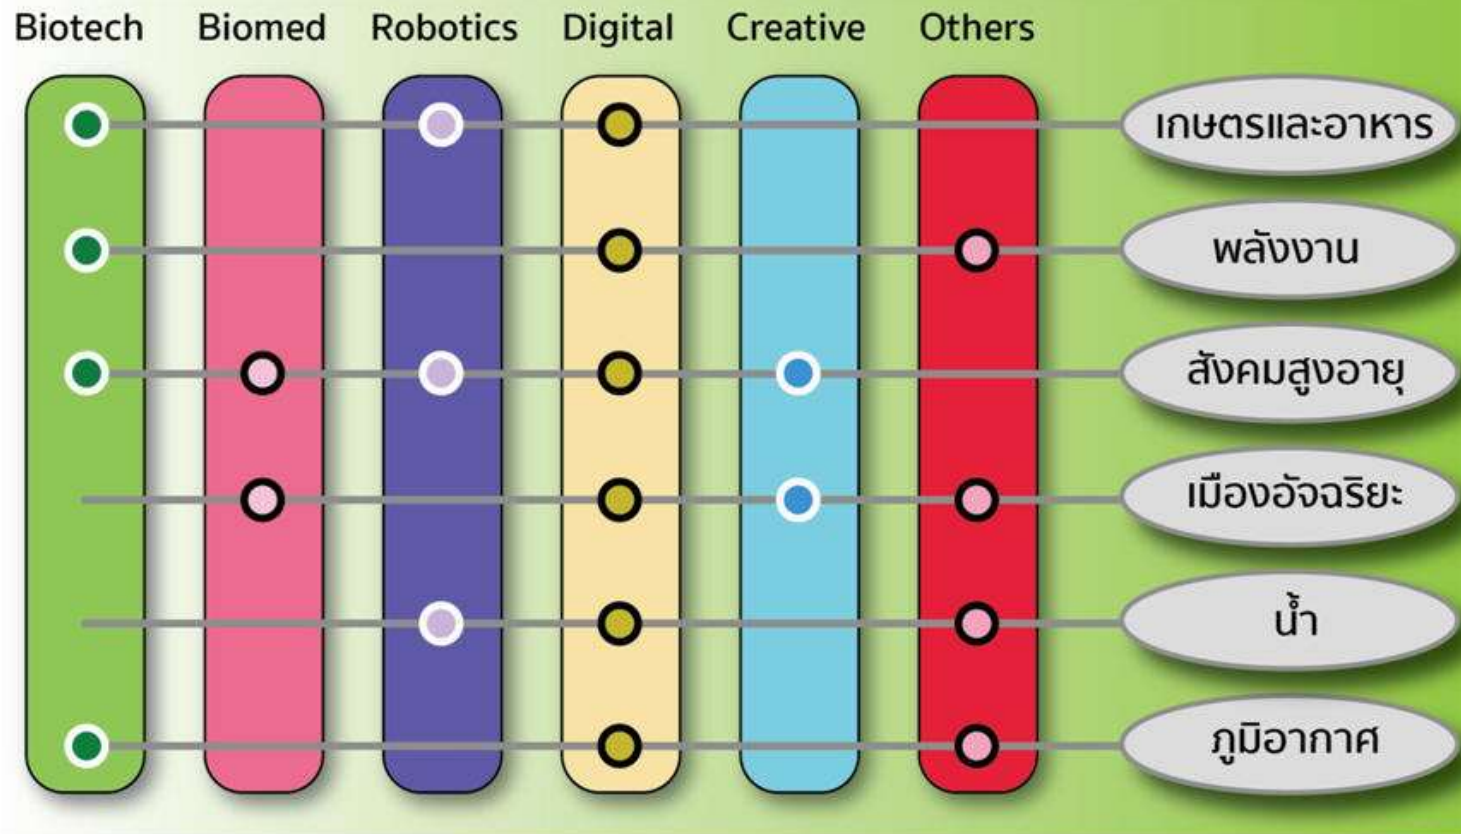 Biotech Biomed Robotics Digital Creative Others
เกษตรและอาหาร
พลังงาน
สังคมสูงอายุ
เมืองอัจฉริยะ
น้ำ
ภูมิอากาศ